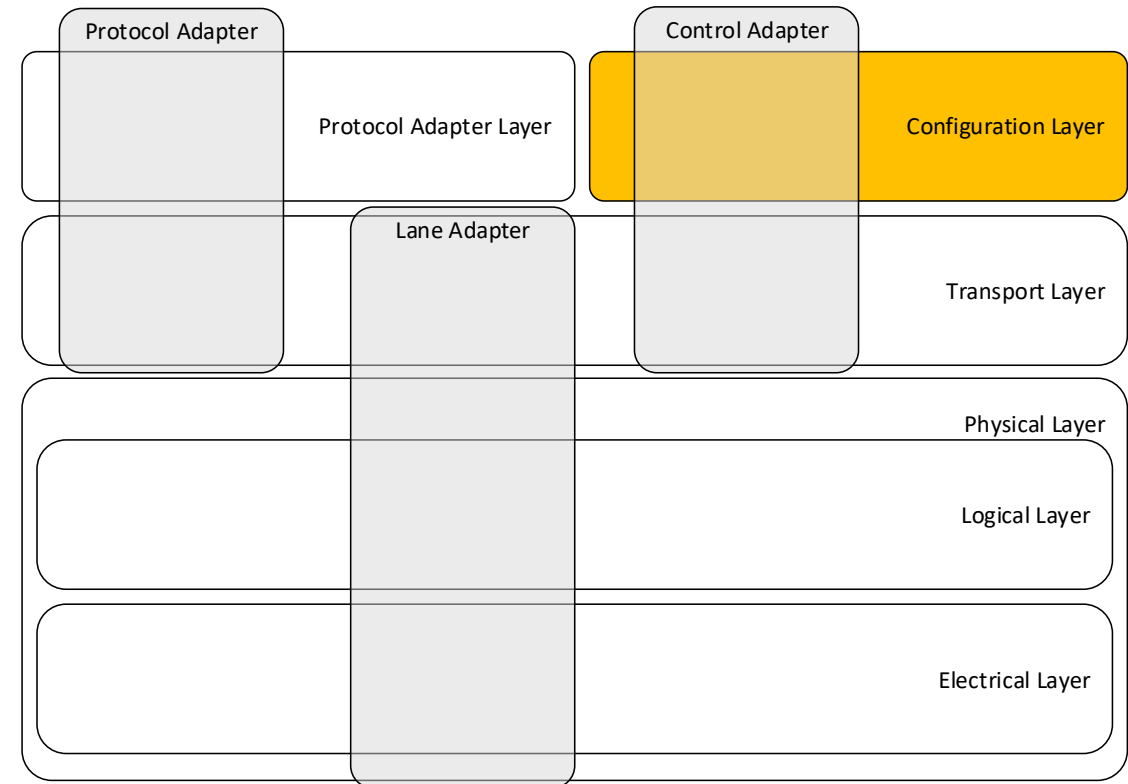 Protocol Adapter
Control Adapter
Protocol Adapter Layer
Configuration Layer
Lane Adapter
Transport Layer
Physical Layer
Logical Layer
Electrical Layer